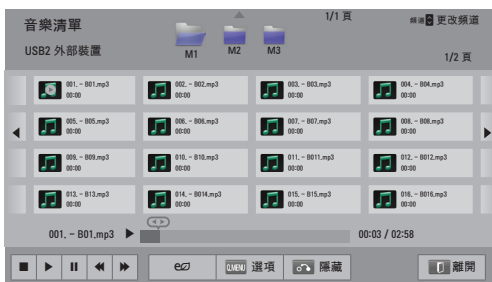 音樂清單 1/1 頁 頻道 更改頻道
USB2 外部裝置 M1 M2 M3 1/2 頁
001. - B01.mp3 002. - B02.mp3 003. - B03.mp3 004. - B04.mp3
00:00 00:00 00:00 00:00
005. - B05.mp3 006. - B06.mp3 007. - B07.mp3 008. - B08.mp3
00:00 00:00 00:00 00:00
009. - B09.mp3 010. - B10.mp3 011. - B011.mp3 012. - B012.mp3
00:00 00:00 00:00 00:00
013. - B13.mp3 014. - B014.mp3 015. - B15.mp3 016. - B016.mp3
00:00 00:00 00:00 00:00
001. - B01.mp3 00:03 / 02:58
Q.MENU 選項 隱藏 離開